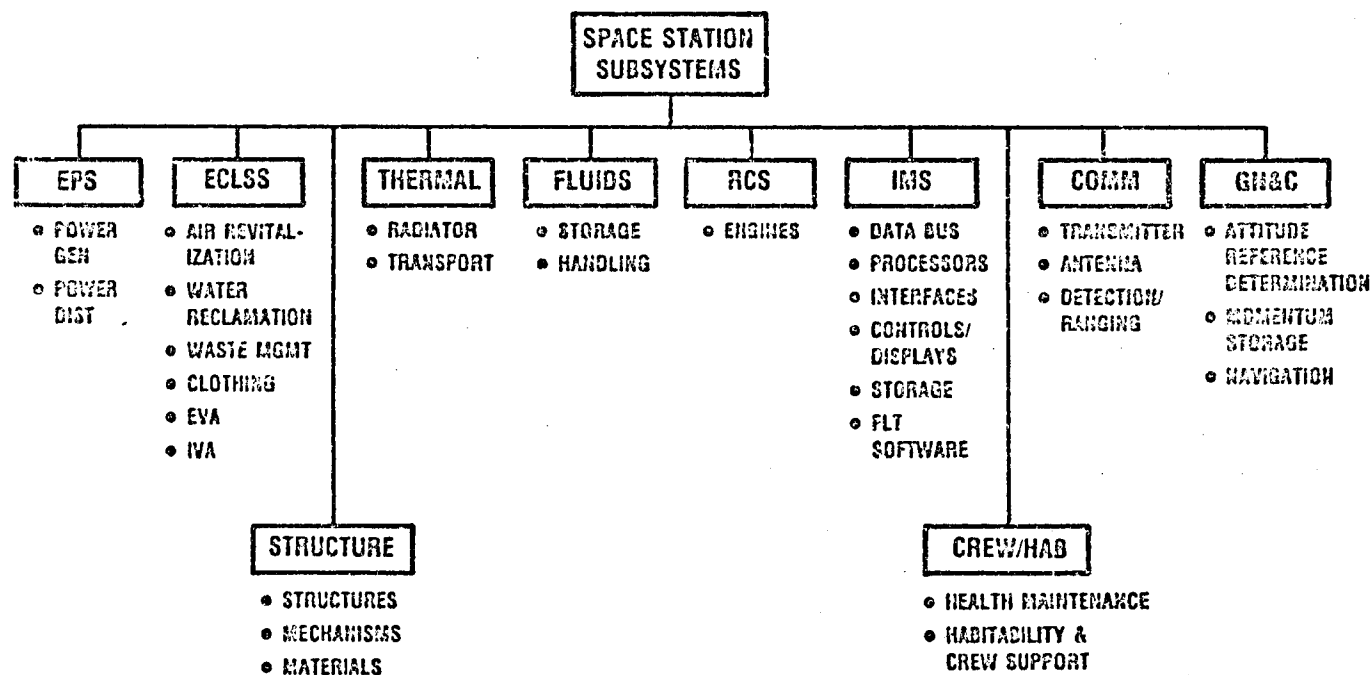 SPACE STATION
SUBSYSTEMS
EPS
• POWER
GEN
• POWER
DIST
ECLSS
• AIR REVITAL-
IZATION
• WATER
RECLAMATION
• WASTE MGMT
• CLOTHING
• EVA
• IVA
THERMAL
• RADIATOR
• TRANSPORT
FLUIDS
• STORAGE
• HANDLING
RCS
• ENGINES
IMS
• DATA BUS
• PROCESSORS
• INTERFACES
• CONTROLS/
DISPLAYS
• STORAGE
• FLT
SOFTWARE
COMM
• TRANSMITTER
• ANTENNA
• DETECTION/
RANGING
GN&C
• ATTITUDE
REFERENCE
DETERMINATION
• MOMENTUM
STORAGE
• NAVIGATION
STRUCTURE
• STRUCTURES
• MECHANISMS
• MATERIALS
CREW/HAB
• HEALTH MAINTENANCE
• HABITABILITY &
CREW SUPPORT